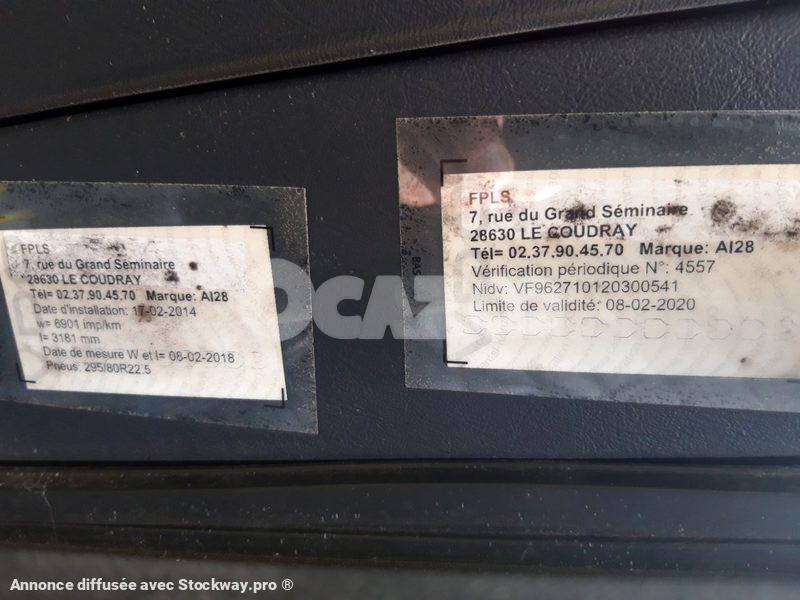 FPLS
7, rue du Grand Séminaire
28630 LE COUDRAY
Tél= 02.37.90.45.70 Marque: AI28
Date d'installation: 17-02-2014
w= 6901 imp/km
l= 3181 mm
Date de mesure W et l= 08-02-2018
Pneus: 295/80R22.5
FPLS
7, rue du Grand Séminaire
28630 LE COUDRAY
Tél= 02.37.90.45.70 Marque: AI28
Vérification périodique N°: 4557
Nidv: VF962710120300541
Limite de validité: 08-02-2020
OCAZ
Annonce diffusée avec Stockway.pro ®